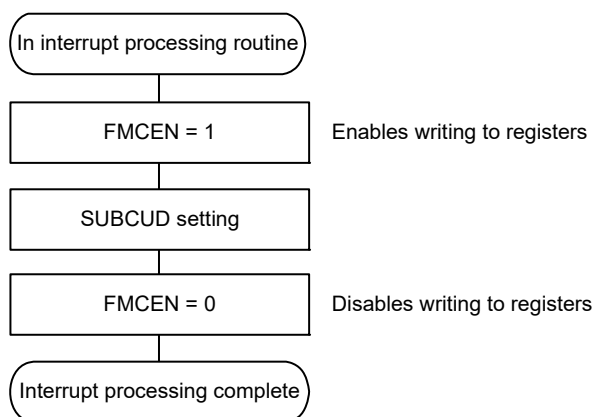 In interrupt processing routine
FMCEN = 1
Enables writing to registers
SUBCUD setting
FMCEN = 0
Disables writing to registers
Interrupt processing complete